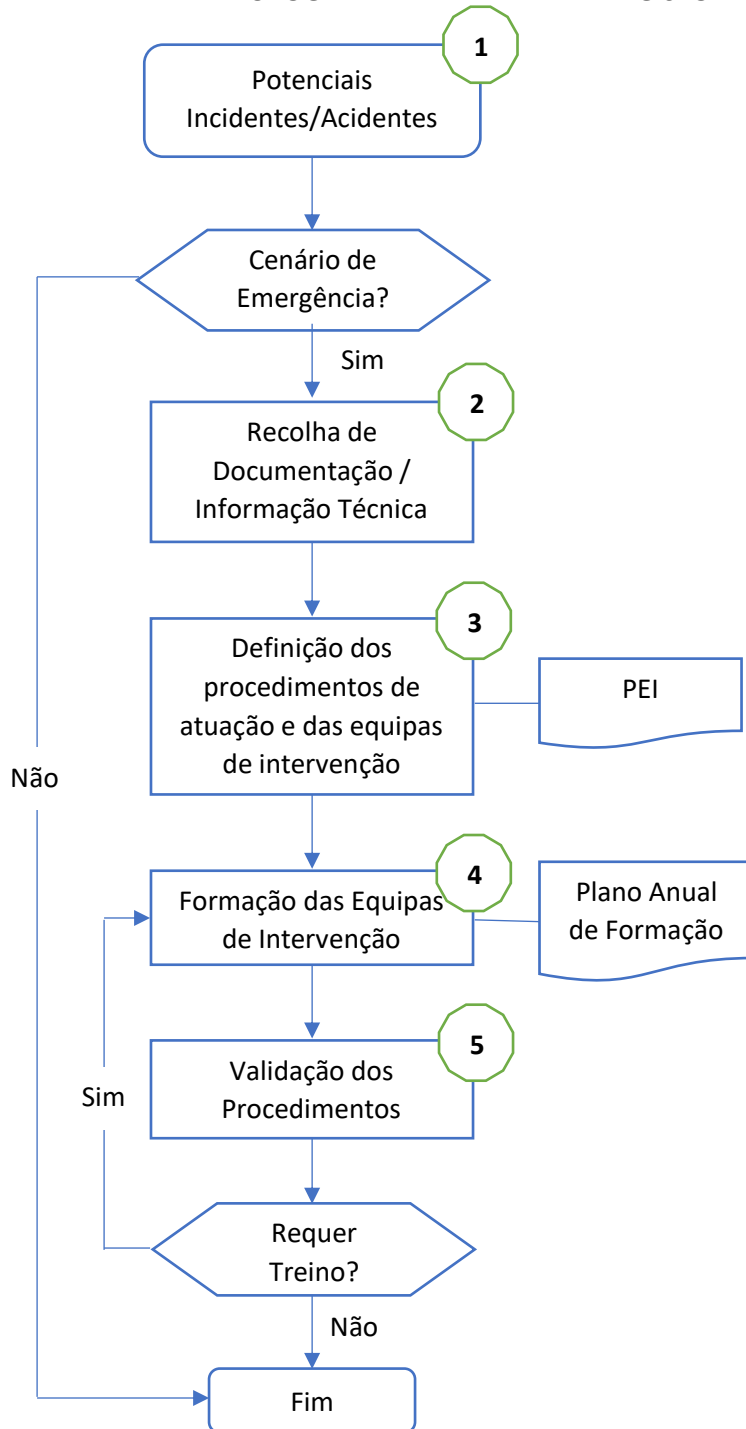 1
Potenciais
Incidentes/Acidentes
Cenário de
Emergência?
Sim
2
Recolha de
Documentação /
Informação Técnica
3
Definição dos
procedimentos de
atuação e das equipas
de intervenção
PEI
Não
4
Formação das Equipas
de Intervenção
Plano Anual
de Formação
5
Validação dos
Procedimentos
Sim
Requer
Treino?
Não
Fim